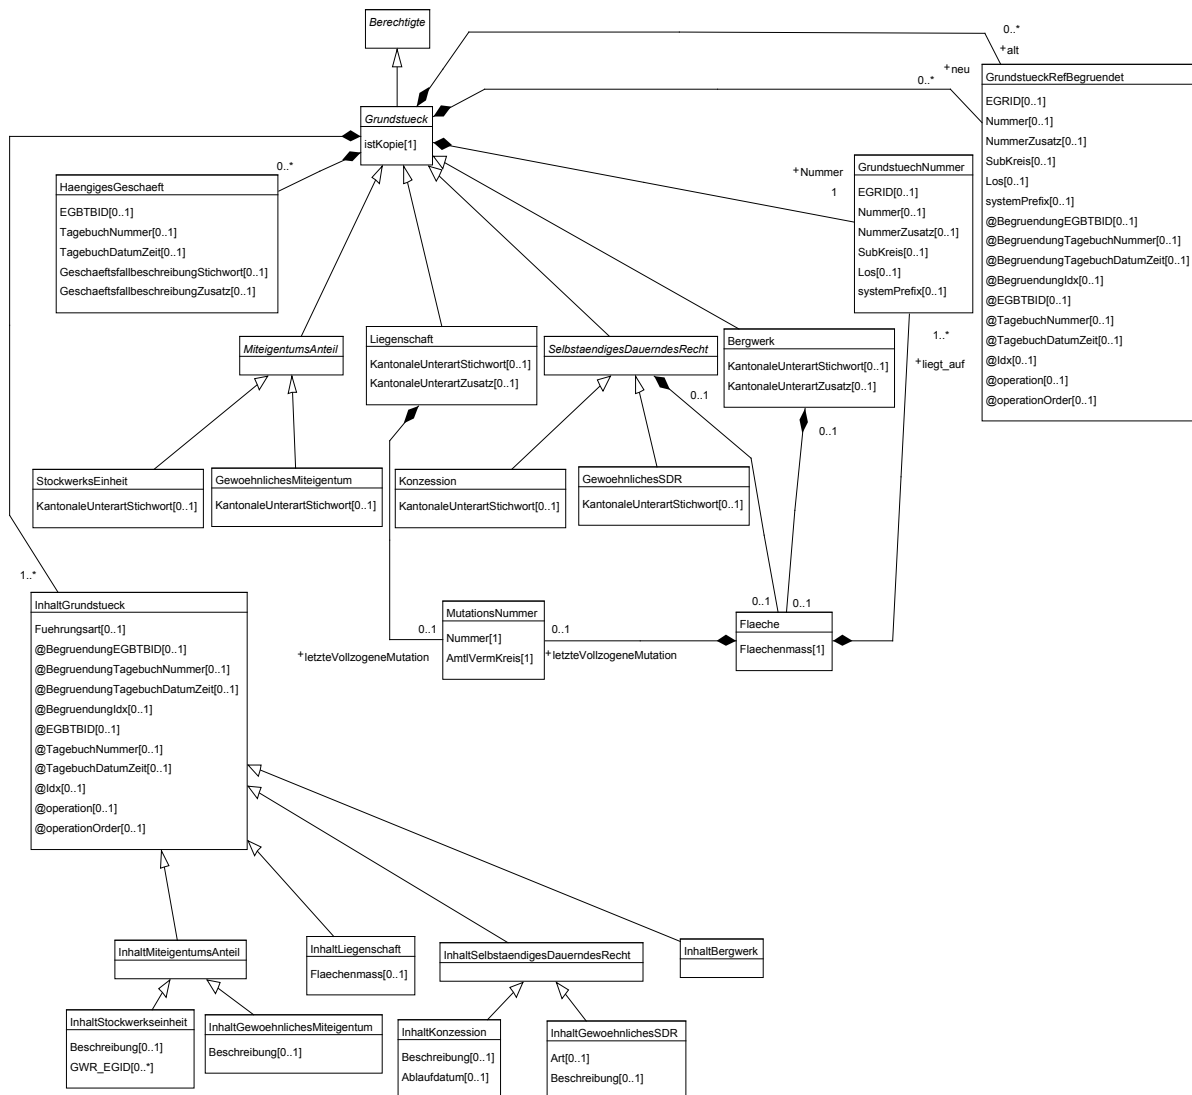 Berechtigte
0..*
+alt
+neu
0..*
GrundstueckRefBegruendet
EGRID[0..1]
Nummer[0..1]
NummerZusatz[0..1]
SubKreis[0..1]
Los[0..1]
systemPrefix[0..1]
@BegruendungEGBTBID[0..1]
@BegruendungTagebuchNummer[0..1]
@BegruendungTagebuchDatumZeit[0..1]
@BegruendungIdx[0..1]
@EGBTBID[0..1]
@TagebuchNummer[0..1]
@TagebuchDatumZeit[0..1]
@Idx[0..1]
@operation[0..1]
@operationOrder[0..1]
Grundstueck
istKopie[1]
0..*
HaengigesGeschaeft
EGBTBID[0..1]
TagebuchNummer[0..1]
TagebuchDatumZeit[0..1]
GeschaeftsfallbeschreibungStichwort[0..1]
GeschaeftsfallbeschreibungZusatz[0..1]
+Nummer
1
GrundstuechNummer
EGRID[0..1]
Nummer[0..1]
NummerZusatz[0..1]
SubKreis[0..1]
Los[0..1]
systemPrefix[0..1]
1..*
+liegt_auf
MiteigentumsAnteil
Liegenschaft
KantonaleUnterartStichwort[0..1]
KantonaleUnterartZusatz[0..1]
SelbstaendigesDauerndesRecht
0..1
Bergwerk
KantonaleUnterartStichwort[0..1]
KantonaleUnterartZusatz[0..1]
0..1
StockwerksEinheit
KantonaleUnterartStichwort[0..1]
GewoehnlichesMiteigentum
KantonaleUnterartStichwort[0..1]
Konzession
KantonaleUnterartStichwort[0..1]
GewoehnlichesSDR
KantonaleUnterartStichwort[0..1]
1..*
InhaltGrundstueck
Fuehrungsart[0..1]
@BegruendungEGBTBID[0..1]
@BegruendungTagebuchNummer[0..1]
@BegruendungTagebuchDatumZeit[0..1]
@BegruendungIdx[0..1]
@EGBTBID[0..1]
@TagebuchNummer[0..1]
@TagebuchDatumZeit[0..1]
@Idx[0..1]
@operation[0..1]
@operationOrder[0..1]
0..1
+letzteVollzogeneMutation
MutationsNummer
Nummer[1]
AmtlVermKreis[1]
0..1
+letzteVollzogeneMutation
0..1
0..1
Flaeche
Flaechenmass[1]
InhaltMiteigentumsAnteil
InhaltLiegenschaft
Flaechenmass[0..1]
InhaltSelbstaendigesDauerndesRecht
InhaltBergwerk
InhaltStockwerkseinheit
Beschreibung[0..1]
GWR_EGID[0..*]
InhaltGewoehnlichesMiteigentum
Beschreibung[0..1]
InhaltKonzession
Beschreibung[0..1]
Ablaufdatum[0..1]
InhaltGewoehnlichesSDR
Art[0..1]
Beschreibung[0..1]